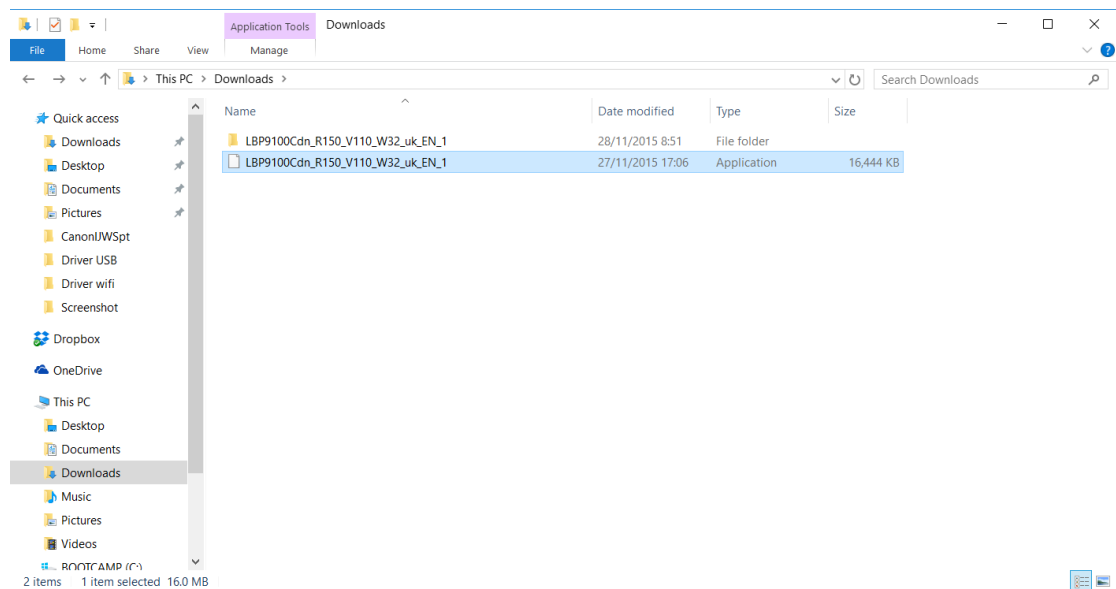 Application Tools Downloads
File Home Share View Manage
This PC Downloads Search Downloads
Name Date modified Type Size
LBP9100Cdn_R150_V110_W32_uk_EN_1 28/11/2015 8:51 File folder
LBP9100Cdn_R150_V110_W32_uk_EN_1 27/11/2015 17:06 Application 16,444 KB
Quick access
Downloads
Desktop
Documents
Pictures
CanonIJWSpt
Driver USB
Driver wifi
Screenshot
Dropbox
OneDrive
This PC
Desktop
Documents
Downloads
Music
Pictures
Videos
BOOTCAMP (C:)
2 items 1 item selected 16.0 MB